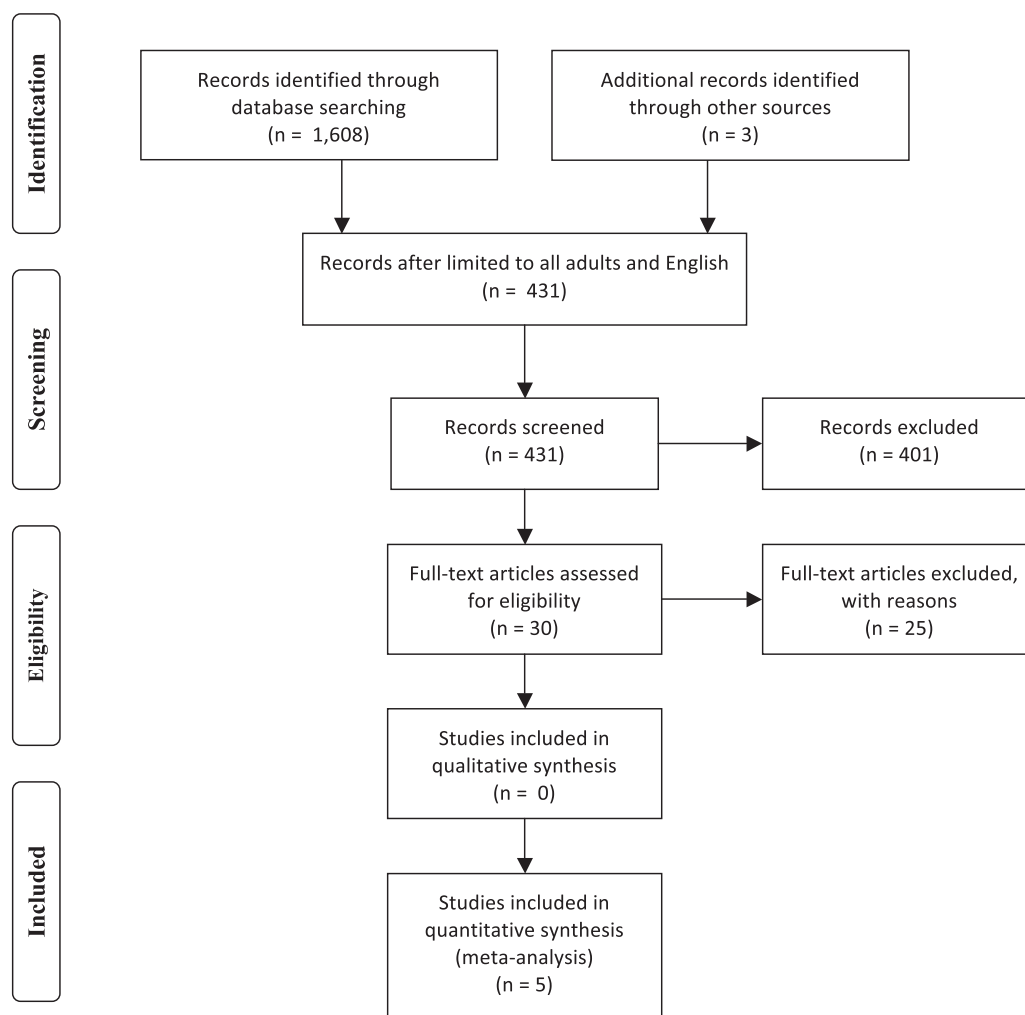 Identification
Records identified through
database searching
(n =  1,608)
Additional records identified
through other sources
(n = 3)
Records after limited to all adults and English
(n =  431)
Screening
Records screened
(n = 431)
Records excluded
(n = 401)
Eligibility
Full-text articles assessed
for eligibility
(n = 30)
Full-text articles excluded,
with reasons
(n = 25)
Studies included in
qualitative synthesis
(n =  0)
Included
Studies included in
quantitative synthesis
(meta-analysis)
(n = 5)